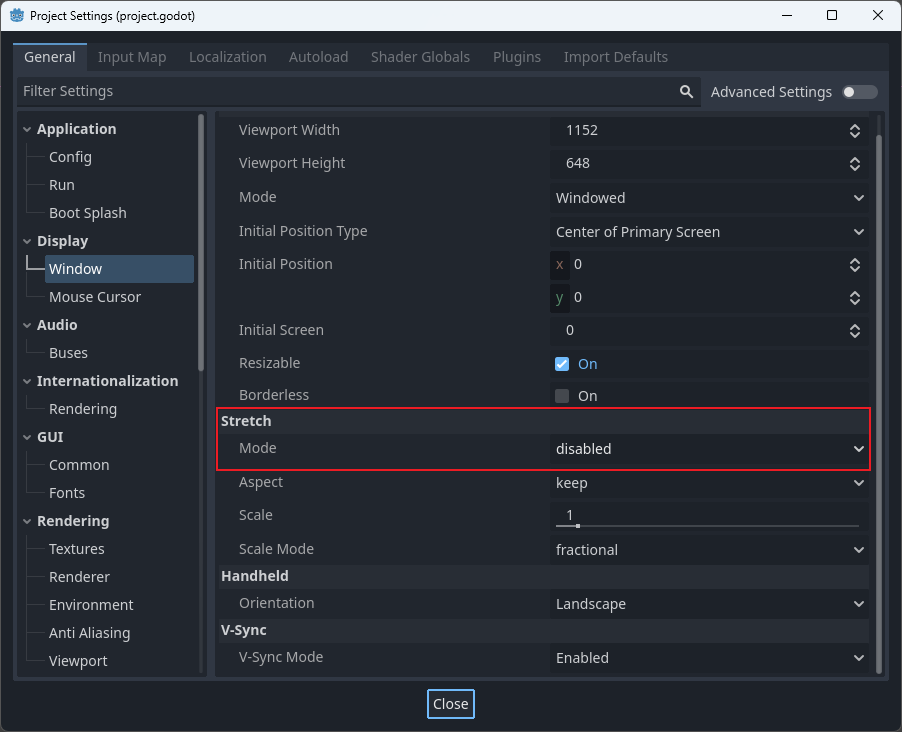 Project Settings (project.godot)
General Input Map Localization Autoload Shader Globals Plugins Import Defaults
Filter Settings Advanced Settings
Application
Config
Run
Boot Splash
Display
Window
Mouse Cursor
Audio
Buses
Internationalization
Rendering
GUI
Common
Fonts
Rendering
Textures
Renderer
Environment
Anti Aliasing
Viewport
Viewport Width 1152
Viewport Height 648
Mode Windowed
Initial Position Type Center of Primary Screen
Initial Position x 0
y 0
Initial Screen 0
Resizable On
Borderless On
Stretch
Mode disabled
Aspect keep
Scale 1
Scale Mode fractional
Handheld
Orientation Landscape
V-Sync
V-Sync Mode Enabled
Close